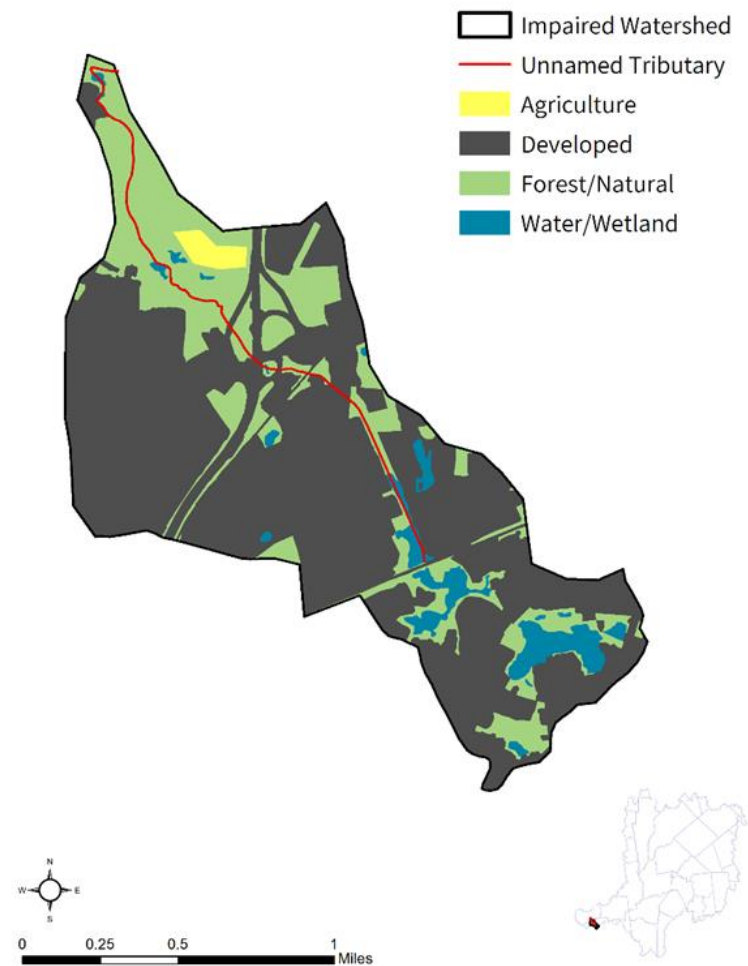 Impaired Watershed
Unnamed Tributary
Agriculture
Developed
Forest/Natural
Water/Wetland
N
W E
S
0 0.25 0.5 1
Miles